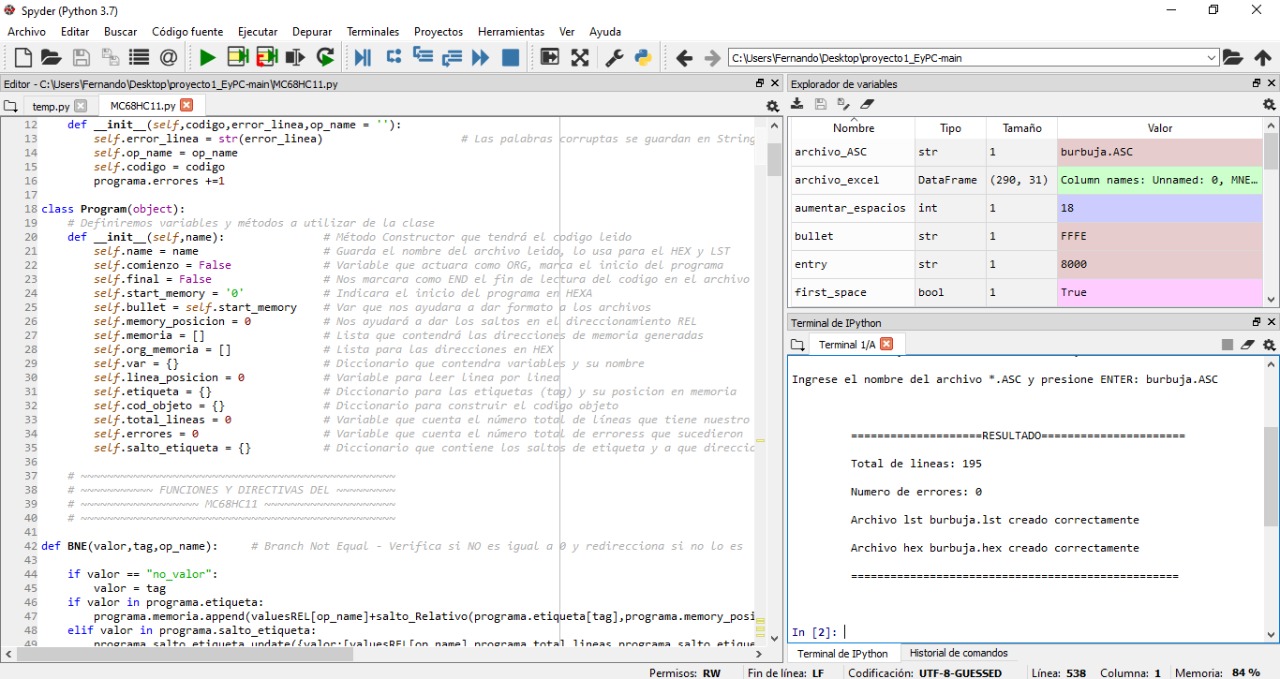 Spyder (Python 3.7)
Archivo Editar Buscar Código fuente Ejecutar Depurar Terminales Proyectos Herramientas Ver Ayuda
C:\Users\Fernando\Desktop\proyecto1_EyPC-main
Editor - C:\Users\Fernando\Desktop\proyecto1_EyPC-main\MC68HC11.py
temp.py MC68HC11.py
12     def __init__(self,codigo,error_linea,op_name = ''):
13         self.error_linea = str(error_linea)                     # Las palabras corruptas se guardan en String
14         self.op_name = op_name
15         self.codigo = codigo
16         programa.errores +=1
17
18 class Program(object):
19     # Definiremos variables y métodos a utilizar de la clase
20     def __init__(self,name):               # Método Constructor que tendrá el codigo leido
21         self.name = name                   # Guarda el nombre del archivo leído, lo usa para el HEX y LST
22         self.comienzo = False              # Variable que actuara como ORG, marca el inicio del programa
23         self.final = False                 # Nos marcara como END el fin de lectura del codigo en el archivo
24         self.start_memory = '0'            # Indicara el inicio del programa en HEXA
25         self.bullet = self.start_memory    # Var que nos ayudara a dar formato a los archivos
26         self.memory_posicion = 0           # Nos ayudará a dar los saltos en el direccionamiento REL
27         self.memoria = []                  # Lista que contendrá las direcciones de memoria generadas
28         self.org_memoria = []              # Lista para las direcciones en HEX
29         self.var = {}                      # Diccionario que contendra variables y su nombre
30         self.linea_posicion = 0            # Variable para leer linea por linea
31         self.etiqueta = {}                 # Diccionario para las etiquetas (tag) y su posicion en memoria
32         self.cod_objeto = {}               # Diccionario para construir el codigo objeto
33         self.total_lineas = 0              # Variable que cuenta el número total de líneas que tiene nuestro
34         self.errores = 0                   # Variable que cuenta el número total de erroress que sucedieron
35         self.salto_etiqueta = {}           # Diccionario que contiene los saltos de etiqueta y a que direccio
36
37     # ~~~~~~~~~~~~~~~~~~~~~~~~~~~~~~~~~~~~~~~~~~~~~~~~
38     # ~~~~~~~~~~~ FUNCIONES Y DIRECTIVAS DEL ~~~~~~~~~
39     # ~~~~~~~~~~~~~~~~~~ MC68HC11 ~~~~~~~~~~~~~~~~~~~~
40     # ~~~~~~~~~~~~~~~~~~~~~~~~~~~~~~~~~~~~~~~~~~~~~~~~
41
42 def BNE(valor,tag,op_name):     # Branch Not Equal - Verifica si NO es igual a 0 y redirecciona si no lo es
43
44     if valor == "no_valor":
45         valor = tag
46     if valor in programa.etiqueta:
47         programa.memoria.append(valuesREL[op_name]+salto_Relativo(programa.etiqueta[tag],programa.memory_posi
48     elif valor in programa.salto_etiqueta:
49         programa.salto_etiqueta.update({valor:[valuesREL[op_name],programa.total_lineas,programa.salto_etique
Explorador de variables
Nombre Tipo Tamaño Valor
archivo_ASC str 1 burbuja.ASC
archivo_excel DataFrame (290, 31) Column names: Unnamed: 0, MNE…
aumentar_espacios int 1 18
bullet str 1 FFFE
entry str 1 8000
first_space bool 1 True
Terminal de IPython
Terminal 1/A
Ingrese el nombre del archivo *.ASC y presione ENTER: burbuja.ASC
====================RESULTADO======================
Total de lineas: 195
Numero de errores: 0
Archivo lst burbuja.lst creado correctamente
Archivo hex burbuja.hex creado correctamente
==================================================
In [2]:
Terminal de IPython Historial de comandos
Permisos: RW Fin de línea: LF Codificación: UTF-8-GUESSED Línea: 538 Columna: 1 Memoria: 84 %